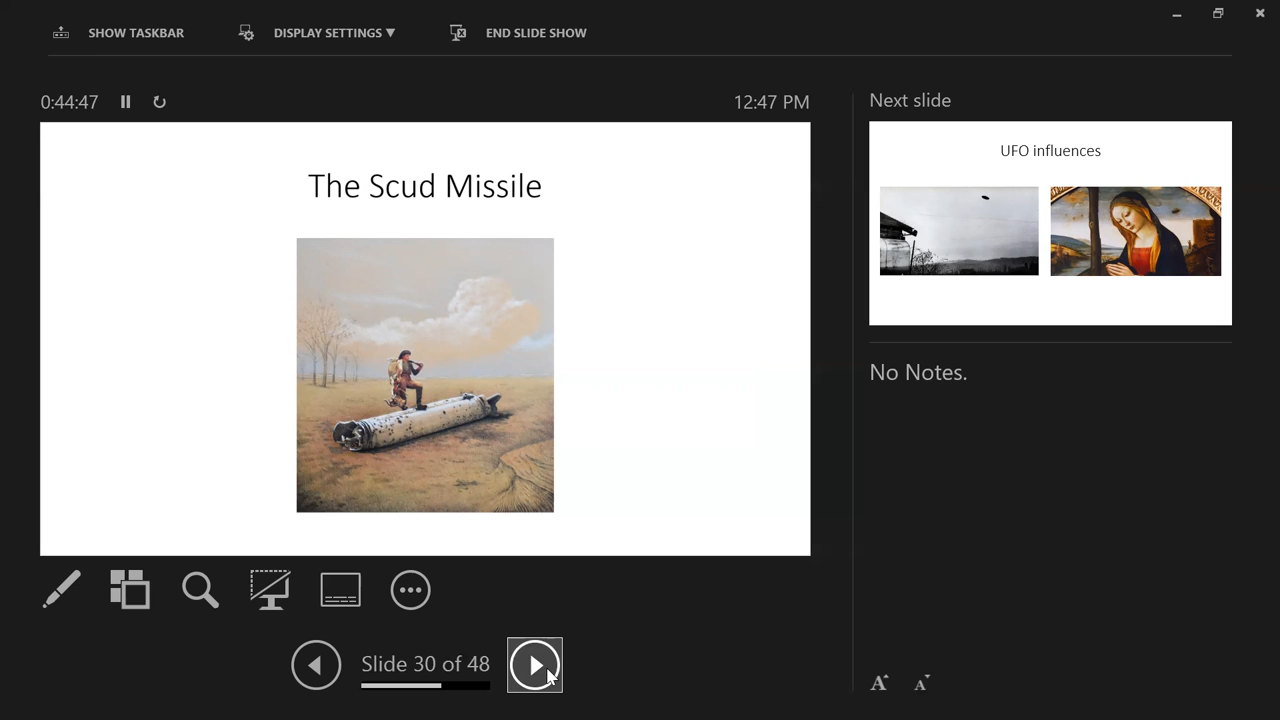 SHOW TASKBAR
DISPLAY SETTINGS ▼
END SLIDE SHOW
0:44:47
12:47 PM
Next slide
The Scud Missile
UFO influences
No Notes.
Slide 30 of 48
A
A